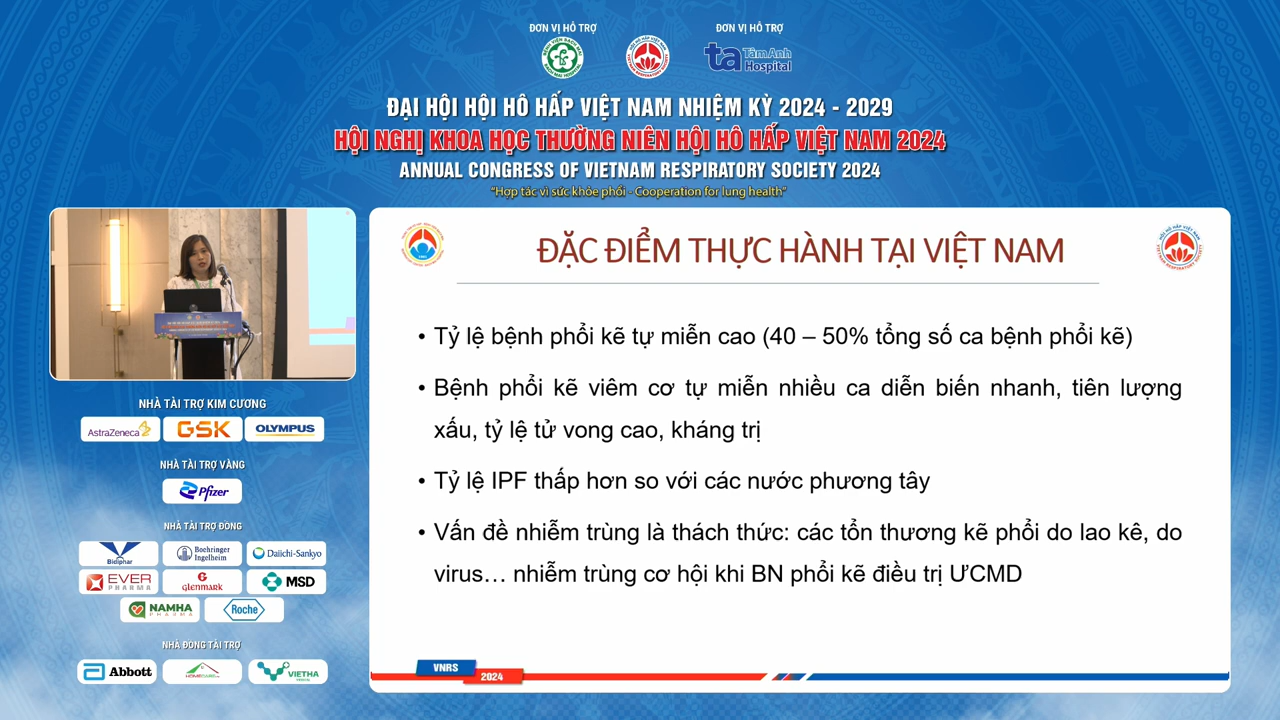 ĐƠN VỊ HỖ TRỢ
ĐƠN VỊ HỖ TRỢ
ta TâmAnh Hospital
ĐẠI HỘI HỘI HÔ HẤP VIỆT NAM NHIỆM KỲ 2024 - 2029
HỘI NGHỊ KHOA HỌC THƯỜNG NIÊN HỘI HÔ HẤP VIỆT NAM 2024
ANNUAL CONGRESS OF VIETNAM RESPIRATORY SOCIETY 2024
"Hợp tác vì sức khỏe phổi - Cooperation for lung health"
NHÀ TÀI TRỢ KIM CƯƠNG
AstraZeneca GSK OLYMPUS
NHÀ TÀI TRỢ VÀNG
Pfizer
NHÀ TÀI TRỢ ĐỒNG
Bidiphar Boehringer Ingelheim Daiichi-Sankyo
EVER PHARMA GLENMARK MSD
NAMHA PHARMA Roche
NHÀ ĐỒNG TÀI TRỢ
Abbott VIETHA
ĐẶC ĐIỂM THỰC HÀNH TẠI VIỆT NAM
• Tỷ lệ bệnh phổi kẽ tự miễn cao (40 – 50% tổng số ca bệnh phổi kẽ)
• Bệnh phổi kẽ viêm cơ tự miễn nhiều ca diễn biến nhanh, tiên lượng
xấu, tỷ lệ tử vong cao, kháng trị
• Tỷ lệ IPF thấp hơn so với các nước phương tây
• Vấn đề nhiễm trùng là thách thức: các tổn thương kẽ phổi do lao kê, do
virus… nhiễm trùng cơ hội khi BN phổi kẽ điều trị ƯCMD
VNRS
2024